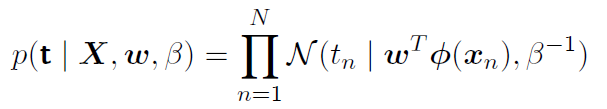 p(𝐭 | 𝑿, 𝒘, β) = ∏_{n=1}^{N} 𝒩(t_n | 𝒘^T 𝝓(𝒙_n), β^{-1})